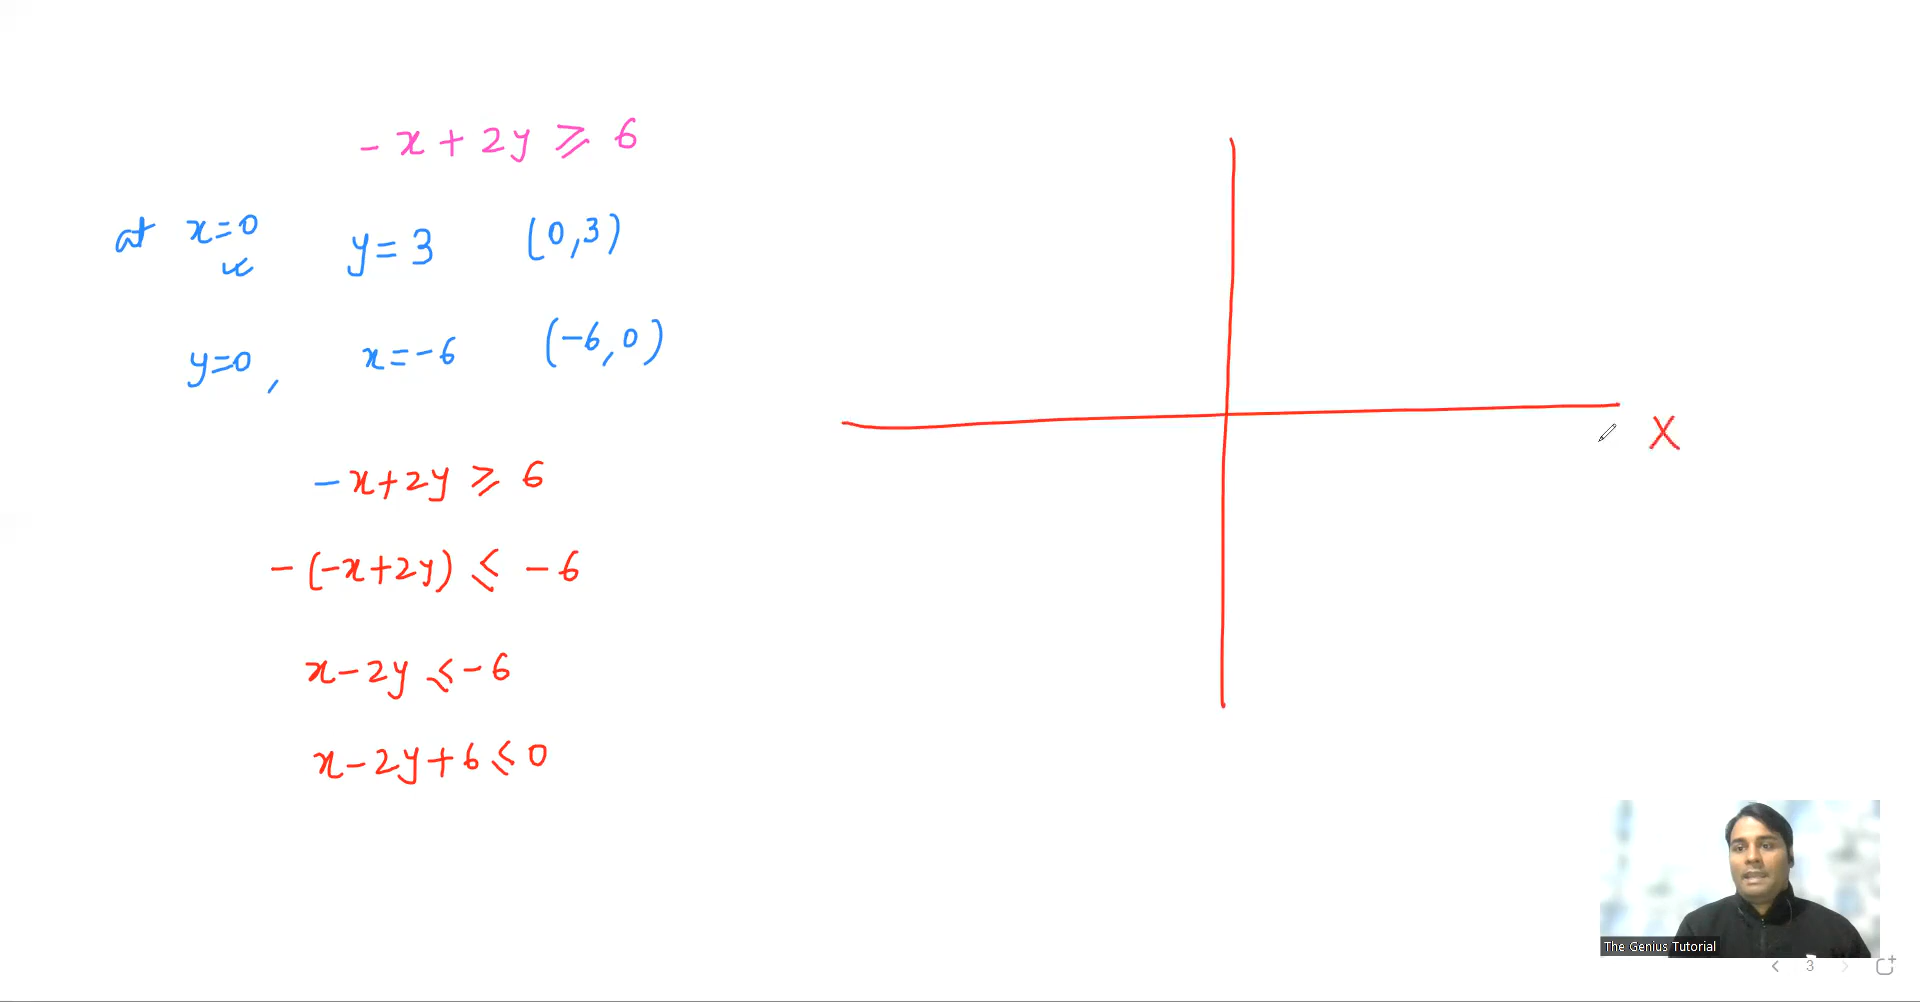 -x+2y ⩾ 6
at x=0 y=3 (0,3)
y=0, x=-6 (-6,0)
-x+2y ⩾ 6
-(-x+2y) ⩽ -6
x-2y ⩽ -6
x-2y+6 ⩽ 0
X
The Genius Tutorial
3